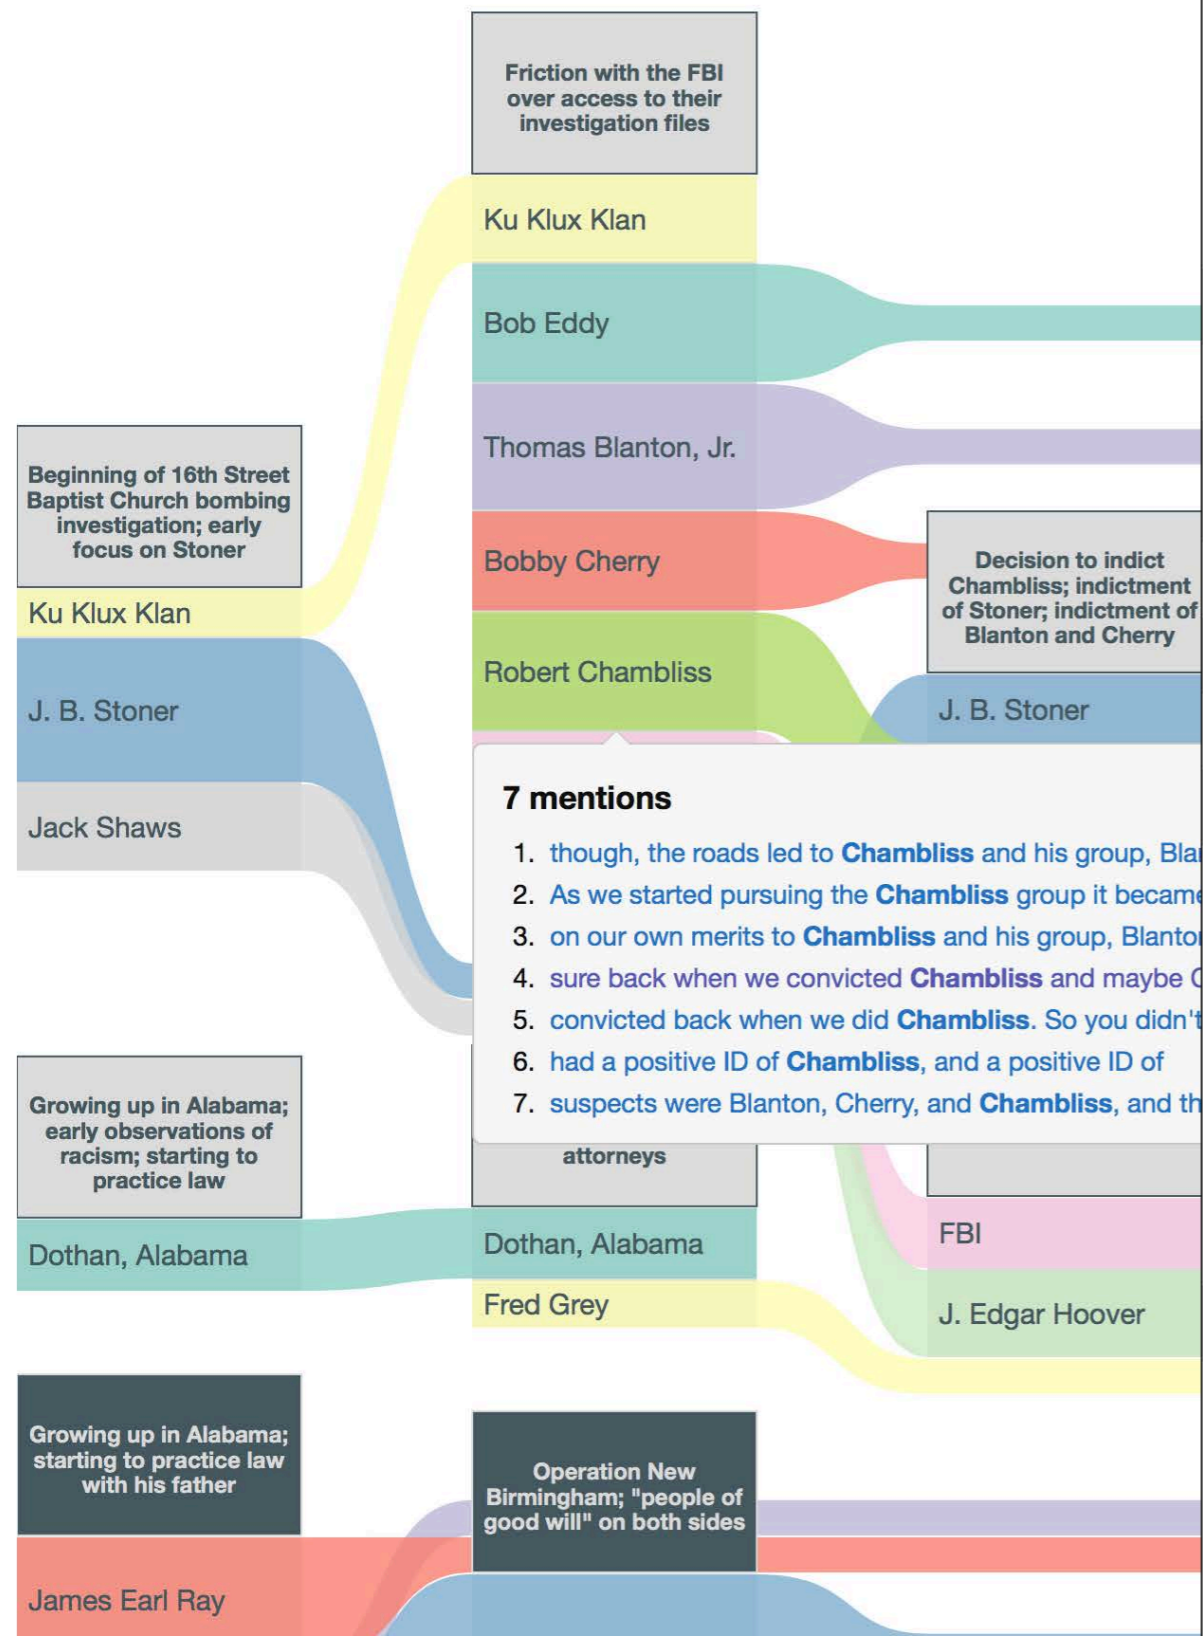 Friction with the FBI
over access to their
investigation files
Ku Klux Klan
Bob Eddy
Thomas Blanton, Jr.
Bobby Cherry
Robert Chambliss
Beginning of 16th Street
Baptist Church bombing
investigation; early
focus on Stoner
Ku Klux Klan
J. B. Stoner
Jack Shaws
Decision to indict
Chambliss; indictment
of Stoner; indictment of
Blanton and Cherry
J. B. Stoner
7 mentions
1. though, the roads led to Chambliss and his group,
2. As we started pursuing the Chambliss group it became
3. on our own merits to Chambliss and his group,
4. sure back when we convicted Chambliss and maybe
5. convicted back when we did Chambliss. So you didn't
6. had a positive ID of Chambliss, and a positive ID of
7. suspects were Blanton, Cherry, and Chambliss, and
Growing up in Alabama;
early observations of
racism; starting to
practice law
Dothan, Alabama
attorneys
Dothan, Alabama
Fred Grey
FBI
J. Edgar Hoover
Growing up in Alabama;
starting to practice law
with his father
James Earl Ray
Operation New
Birmingham; "people of
good will" on both sides